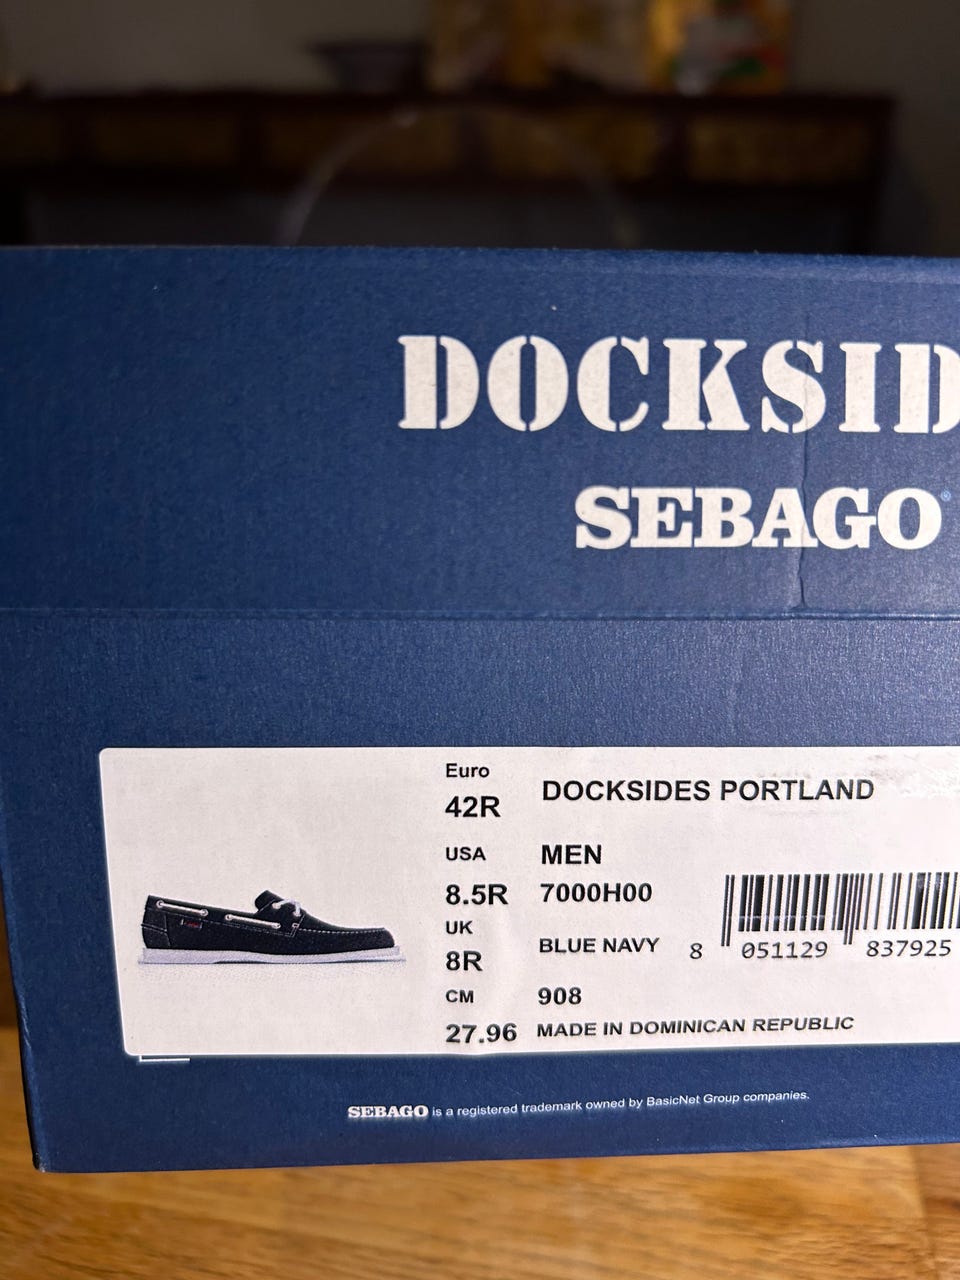 DOCKSID
SEBAGO
Euro
42R
USA
8.5R
UK
8R
CM
27.96
DOCKSIDES PORTLAND
MEN
7000H00
BLUE NAVY
908
MADE IN DOMINICAN REPUBLIC
8 051129 837925
SEBAGO is a registered trademark owned by BasicNet Group companies.